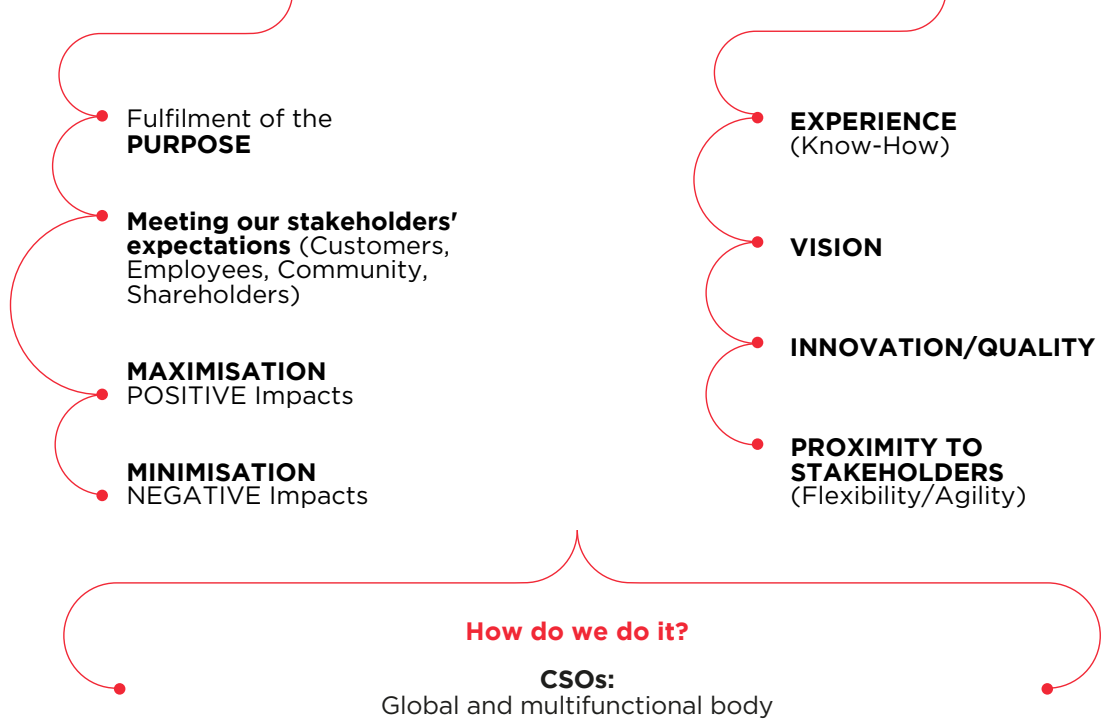 Fulfilment of the
PURPOSE
Meeting our stakeholders'
expectations (Customers,
Employees, Community,
Shareholders)
MAXIMISATION
POSITIVE Impacts
MINIMISATION
NEGATIVE Impacts
EXPERIENCE
(Know-How)
VISION
INNOVATION/QUALITY
PROXIMITY TO
STAKEHOLDERS
(Flexibility/Agility)
How do we do it?
CSOs:
Global and multifunctional body